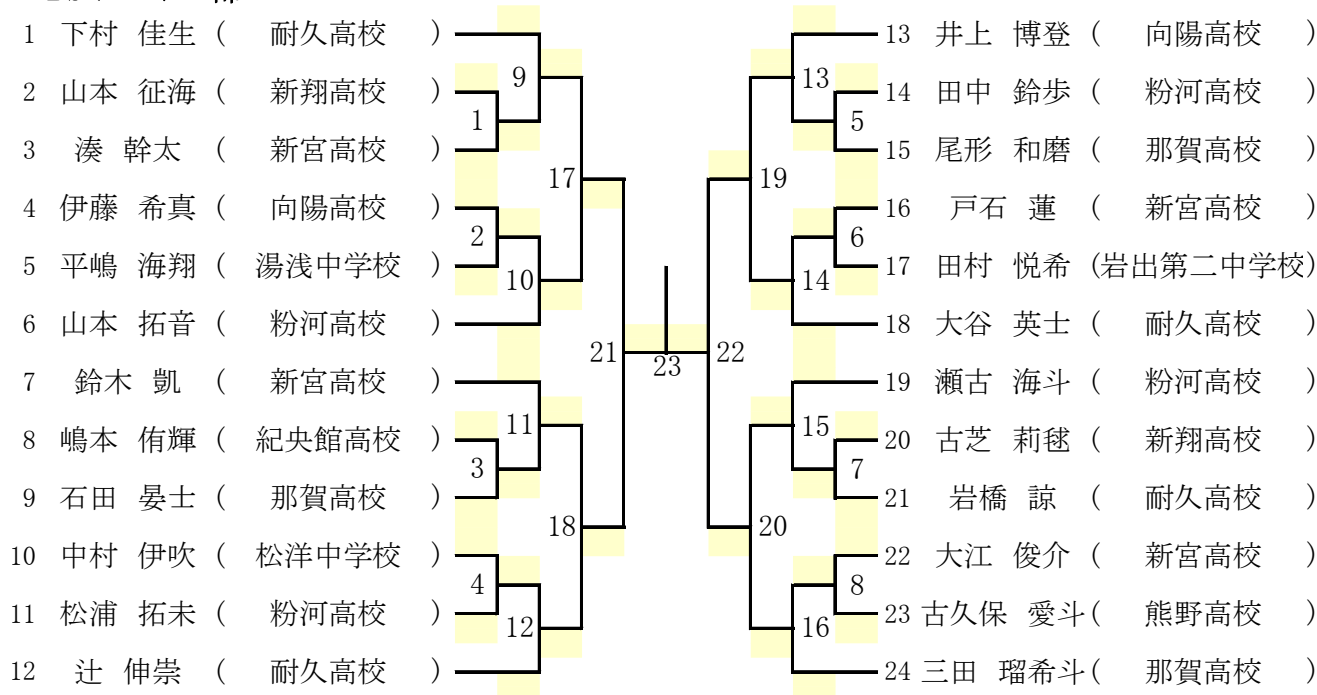 1 下村 佳生 ( 耐久高校 )
2 山本 征海 ( 新翔高校 )
3 湊 幹太 ( 新宮高校 )
4 伊藤 希真 ( 向陽高校 )
5 平嶋 海翔 ( 湯浅中学校 )
6 山本 拓音 ( 粉河高校 )
7 鈴木 凱 ( 新宮高校 )
8 嶋本 侑輝 ( 紀央館高校 )
9 石田 晏士 ( 那賀高校 )
10 中村 伊吹 ( 松洋中学校 )
11 松浦 拓未 ( 粉河高校 )
12 辻 伸崇 ( 耐久高校 )
9
1
17
2
10
21
11
3
18
4
12
23
13
5
19
6
14
22
15
7
20
8
16
13 井上 博登 ( 向陽高校 )
14 田中 鈴歩 ( 粉河高校 )
15 尾形 和磨 ( 那賀高校 )
16 戸石 蓮 ( 新宮高校 )
17 田村 悦希 (岩出第二中学校)
18 大谷 英士 ( 耐久高校 )
19 瀬古 海斗 ( 粉河高校 )
20 古芝 莉毬 ( 新翔高校 )
21 岩橋 諒 ( 耐久高校 )
22 大江 俊介 ( 新宮高校 )
23 古久保 愛斗( 熊野高校 )
24 三田 瑠希斗( 那賀高校 )